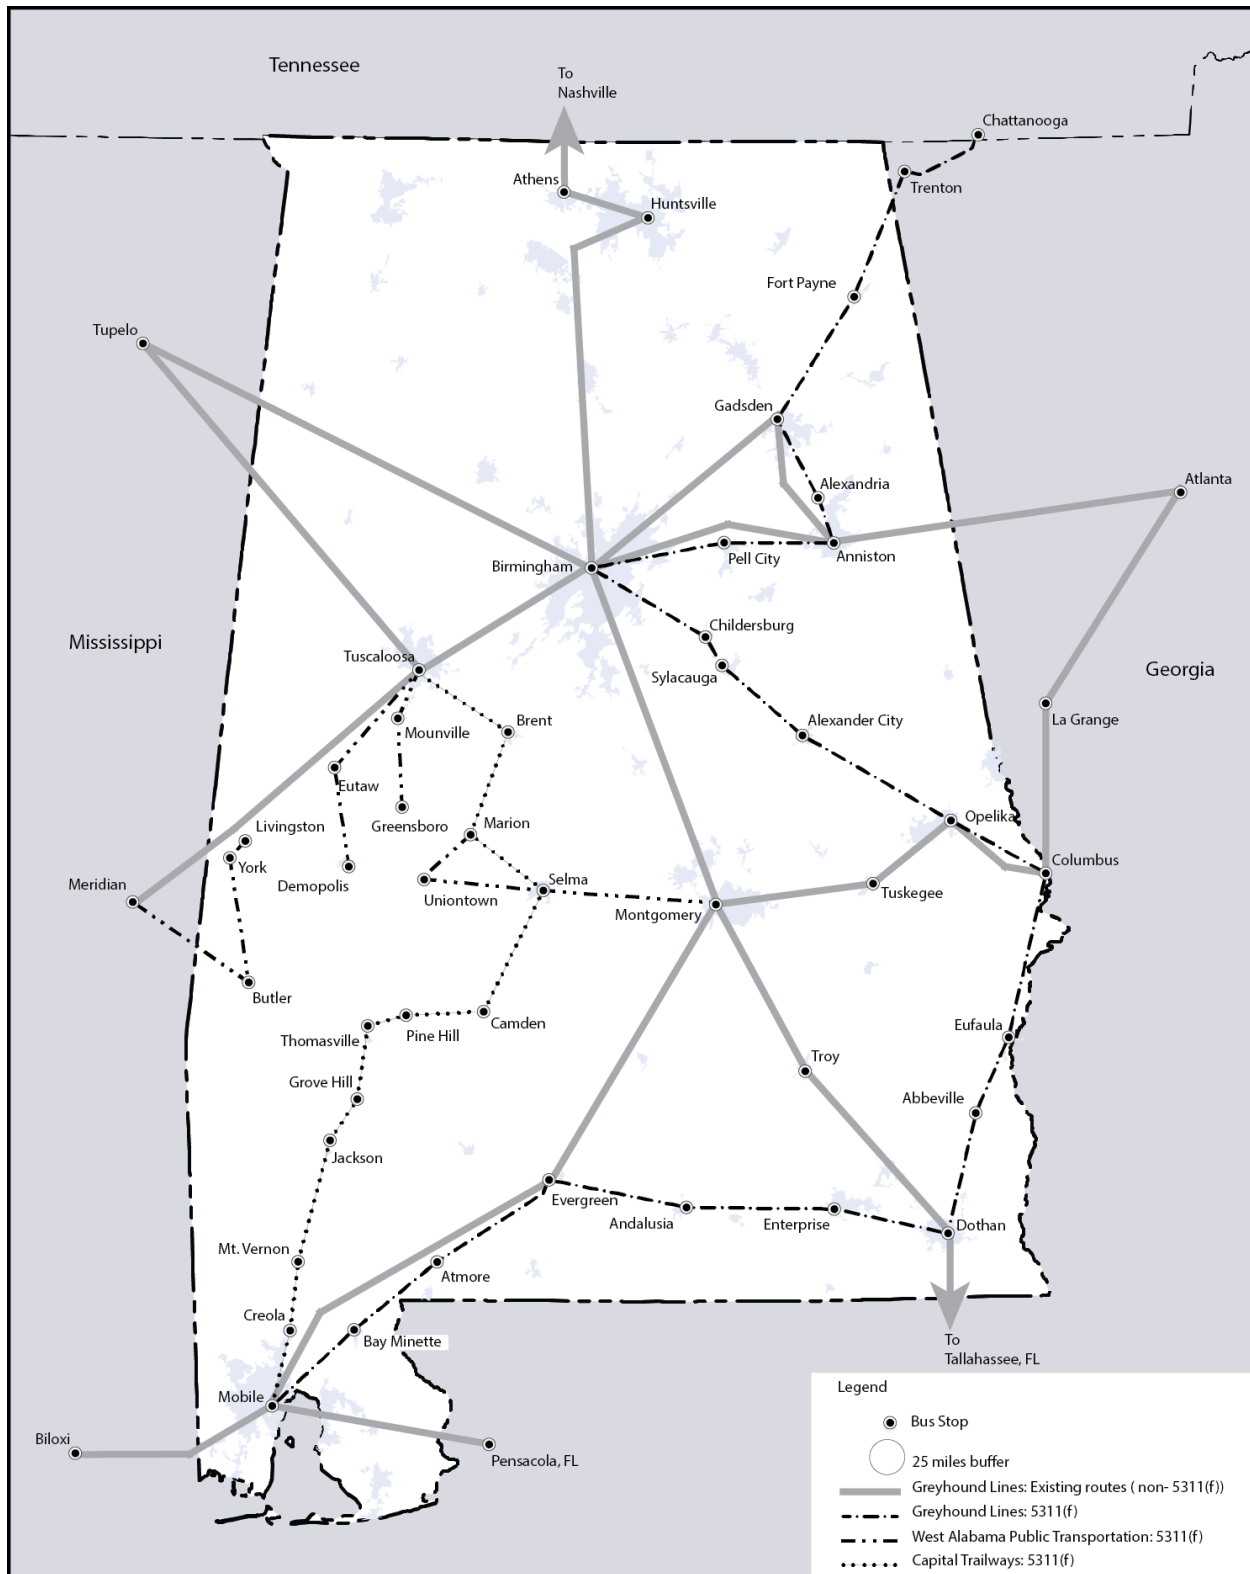 Tennessee
To
Nashville
Chattanooga
Athens
Trenton
Huntsville
Fort Payne
Tupelo
Gadsden
Alexandria
Atlanta
Pell City
Anniston
Birmingham
Childersburg
Mississippi
Tuscaloosa
Sylacauga
Georgia
Brent
Alexander City
La Grange
Mounville
Eutaw
Livingston
Greensboro
Marion
Opelika
York
Columbus
Meridian
Demopolis
Selma
Uniontown
Tuskegee
Montgomery
Butler
Camden
Eufaula
Thomasville
Pine Hill
Troy
Grove Hill
Abbeville
Jackson
Evergreen
Andalusia
Enterprise
Dothan
Mt. Vernon
Atmore
Creola
Bay Minette
To
Tallahassee, FL
Mobile
Biloxi
Pensacola, FL
Legend
Bus Stop
25 miles buffer
Greyhound Lines: Existing routes ( non- 5311(f))
Greyhound Lines: 5311(f)
West Alabama Public Transportation: 5311(f)
Capital Trailways: 5311(f)